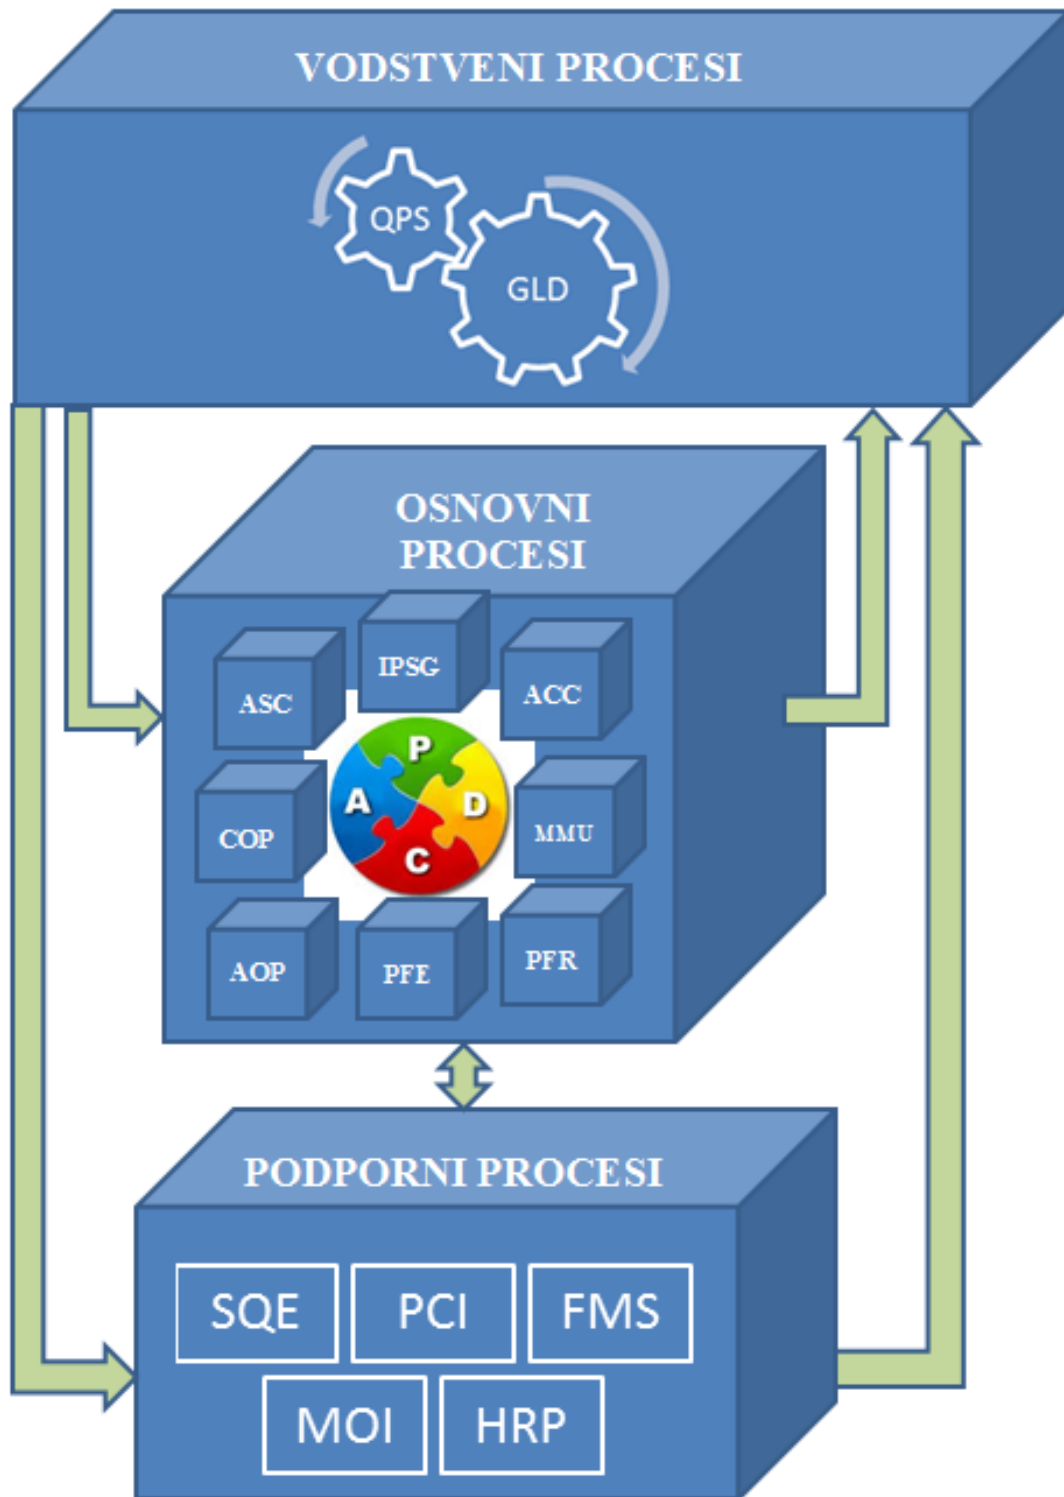 VODSTVENI PROCESI
QPS
GLD
OSNOVNI
PROCESI
IPSG
ASC
ACC
P
A
D
C
COP
MMU
AOP
PFE
PFR
PODPORNI PROCESI
SQE
PCI
FMS
MOI
HRP